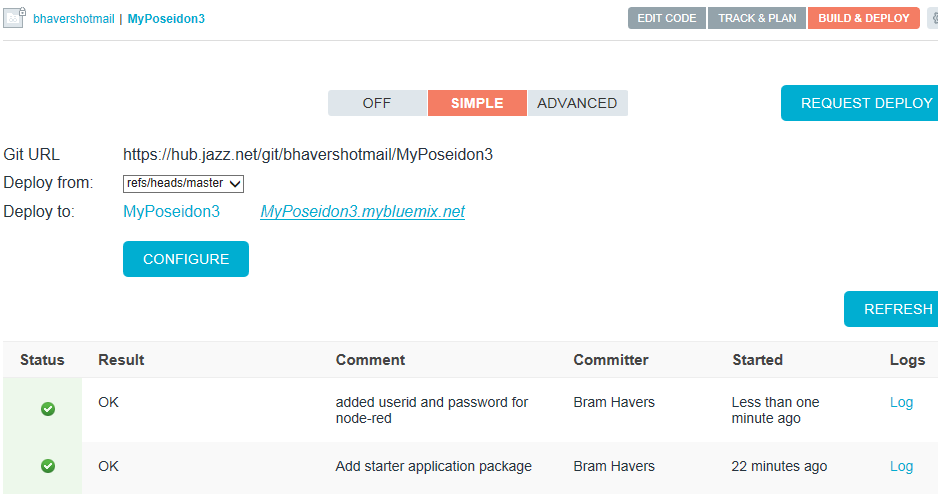 bhavershotmail | MyPoseidon3 EDIT CODE TRACK & PLAN BUILD & DEPLOY
OFF SIMPLE ADVANCED REQUEST DEPLOY
Git URL https://hub.jazz.net/git/bhavershotmail/MyPoseidon3
Deploy from: refs/heads/master
Deploy to: MyPoseidon3 MyPoseidon3.mybluemix.net
CONFIGURE
REFRESH
Status Result Comment Committer Started Logs
OK added userid and password for Bram Havers Less than one Log
node-red minute ago
OK Add starter application package Bram Havers 22 minutes ago Log